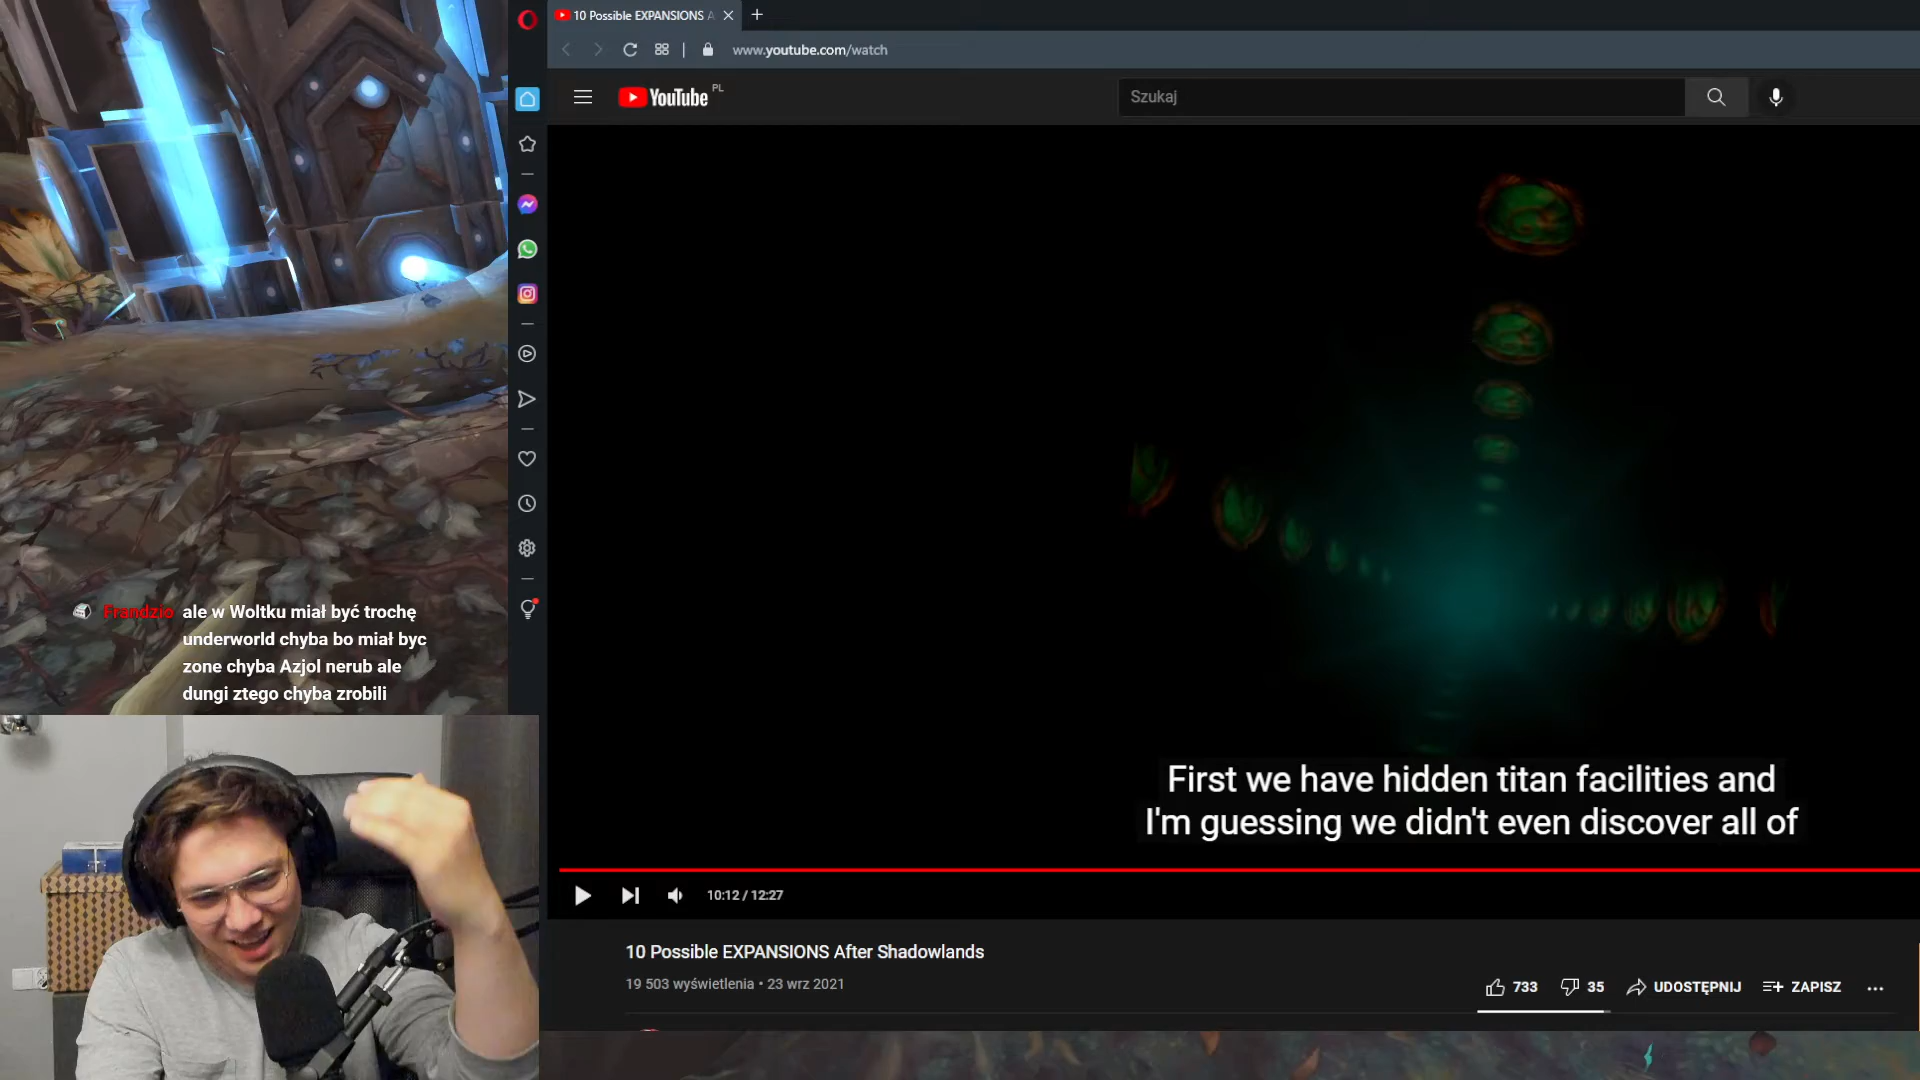 10 Possible EXPANSIONS A
www.youtube.com/watch
YouTube PL
Szukaj
Frandzio ale w Woltku miał być trochę
underworld chyba bo miał byc
zone chyba Azjol nerub ale
dungi ztego chyba zrobili
First we have hidden titan facilities and
I'm guessing we didn't even discover all of
10:12 / 12:27
10 Possible EXPANSIONS After Shadowlands
19 503 wyświetlenia • 23 wrz 2021
733
35
UDOSTĘPNIJ
ZAPISZ